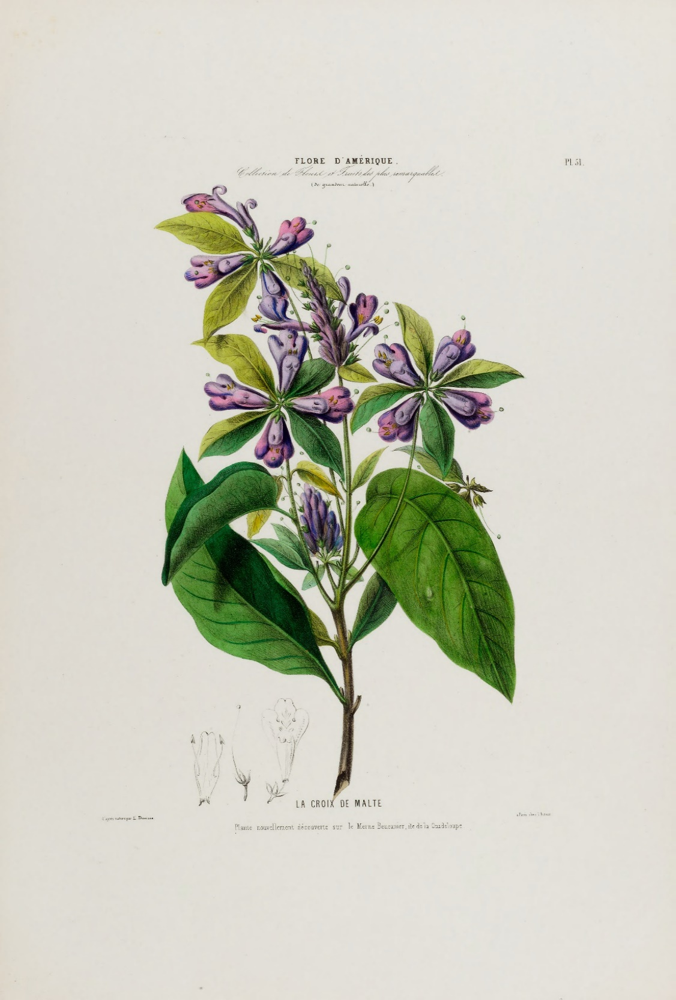 FLORE D'AMÉRIQUE.
Pl. 51.
Collection de Fleurs et Fruits des plus remarquables.
(de grandeur naturelle.)
LA CROIX DE MALTE
d'après nature par E. Denisse
à Paris, chez l'Auteur
Plante nouvellement découverte sur le Morne Boucanier, île de la Guadeloupe